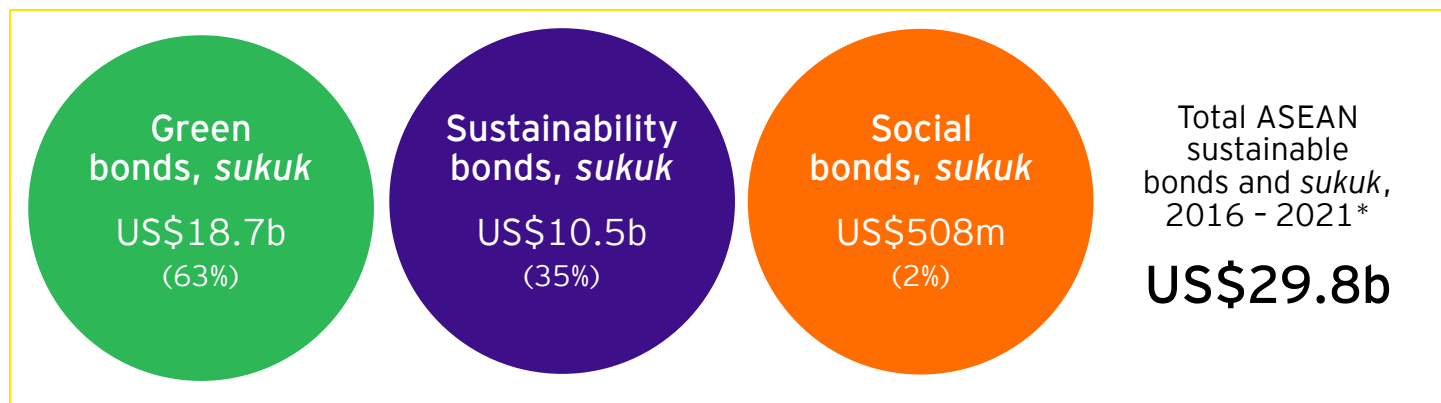 Green
bonds, sukuk
US$18.7b
(63%)
Sustainability
bonds, sukuk
US$10.5b
(35%)
Social
bonds, sukuk
US$508m
(2%)
Total ASEAN
sustainable
bonds and sukuk,
2016 – 2021*
US$29.8b